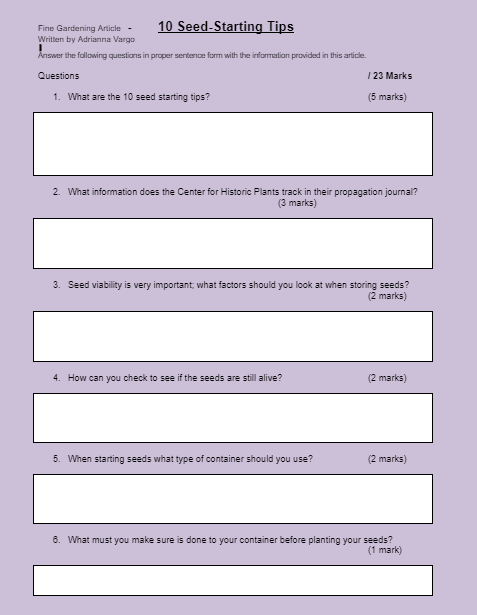 Fine Gardening Article - 10 Seed-Starting Tips
Written by Adrianna Vargo
Answer the following questions in proper sentence form with the information provided in this article.
Questions / 23 Marks
1. What are the 10 seed starting tips? (5 marks)
2. What information does the Center for Historic Plants track in their propagation journal?
(3 marks)
3. Seed viability is very important; what factors should you look at when storing seeds?
(2 marks)
4. How can you check to see if the seeds are still alive? (2 marks)
5. When starting seeds what type of container should you use? (2 marks)
6. What must you make sure is done to your container before planting your seeds?
(1 mark)